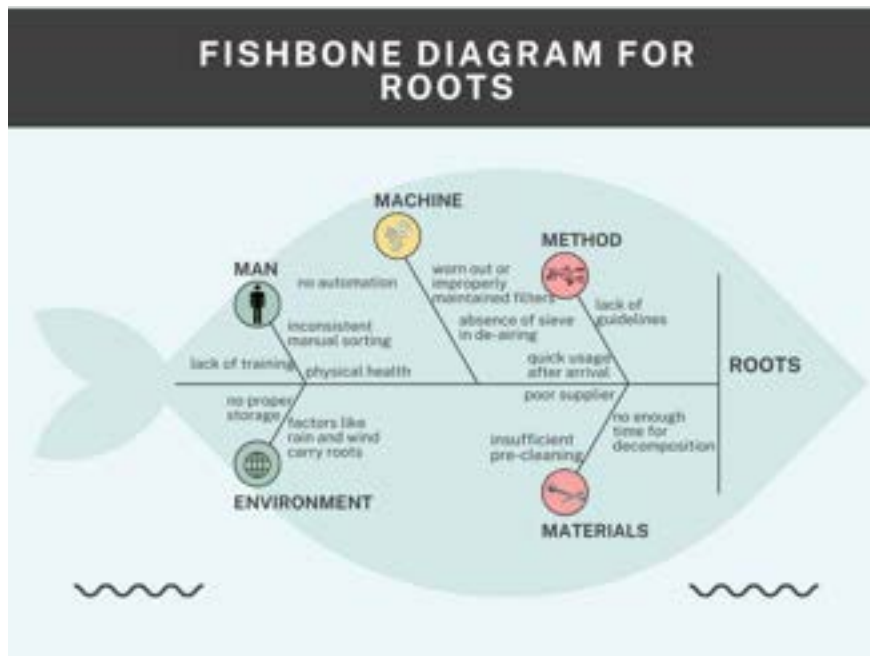 FISHBONE DIAGRAM FOR
ROOTS
MACHINE
METHOD
MAN
no automation
worn out or
improperly
maintained filters
lack of
guidelines
inconsistent
manual sorting
absence of sieve
in de-airing
lack of training
physical health
quick usage
after arrival
ROOTS
no proper
storage
factors like
rain and wind
carry roots
poor supplier
no enough
time for
decomposition
insufficient
pre-cleaning
ENVIRONMENT
MATERIALS